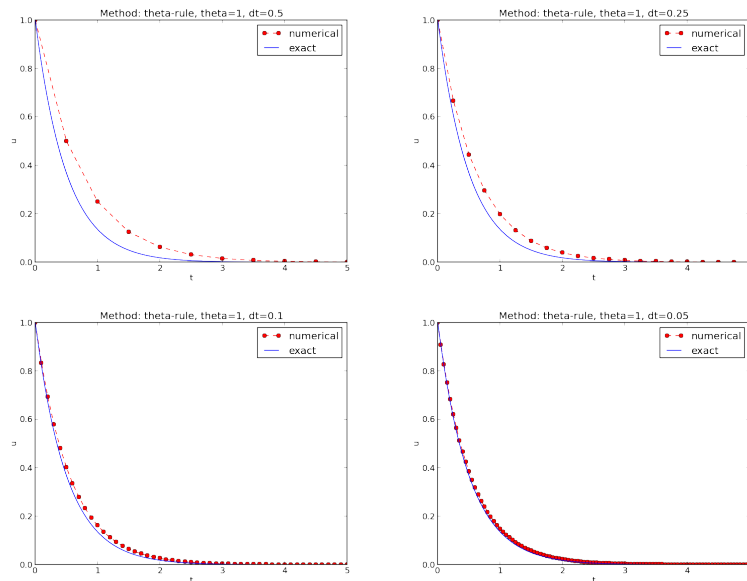 Method: theta-rule, theta=1, dt=0.5
numerical
exact
u
1.0
0.8
0.6
0.4
0.2
0.0
0
1
2
3
4
5
t
Method: theta-rule, theta=1, dt=0.25
numerical
exact
u
1.0
0.8
0.6
0.4
0.2
0.0
0
1
2
3
4
t
Method: theta-rule, theta=1, dt=0.1
numerical
exact
u
1.0
0.8
0.6
0.4
0.2
0.0
0
1
2
3
4
5
t
Method: theta-rule, theta=1, dt=0.05
numerical
exact
u
1.0
0.8
0.6
0.4
0.2
0.0
0
1
2
3
4
t